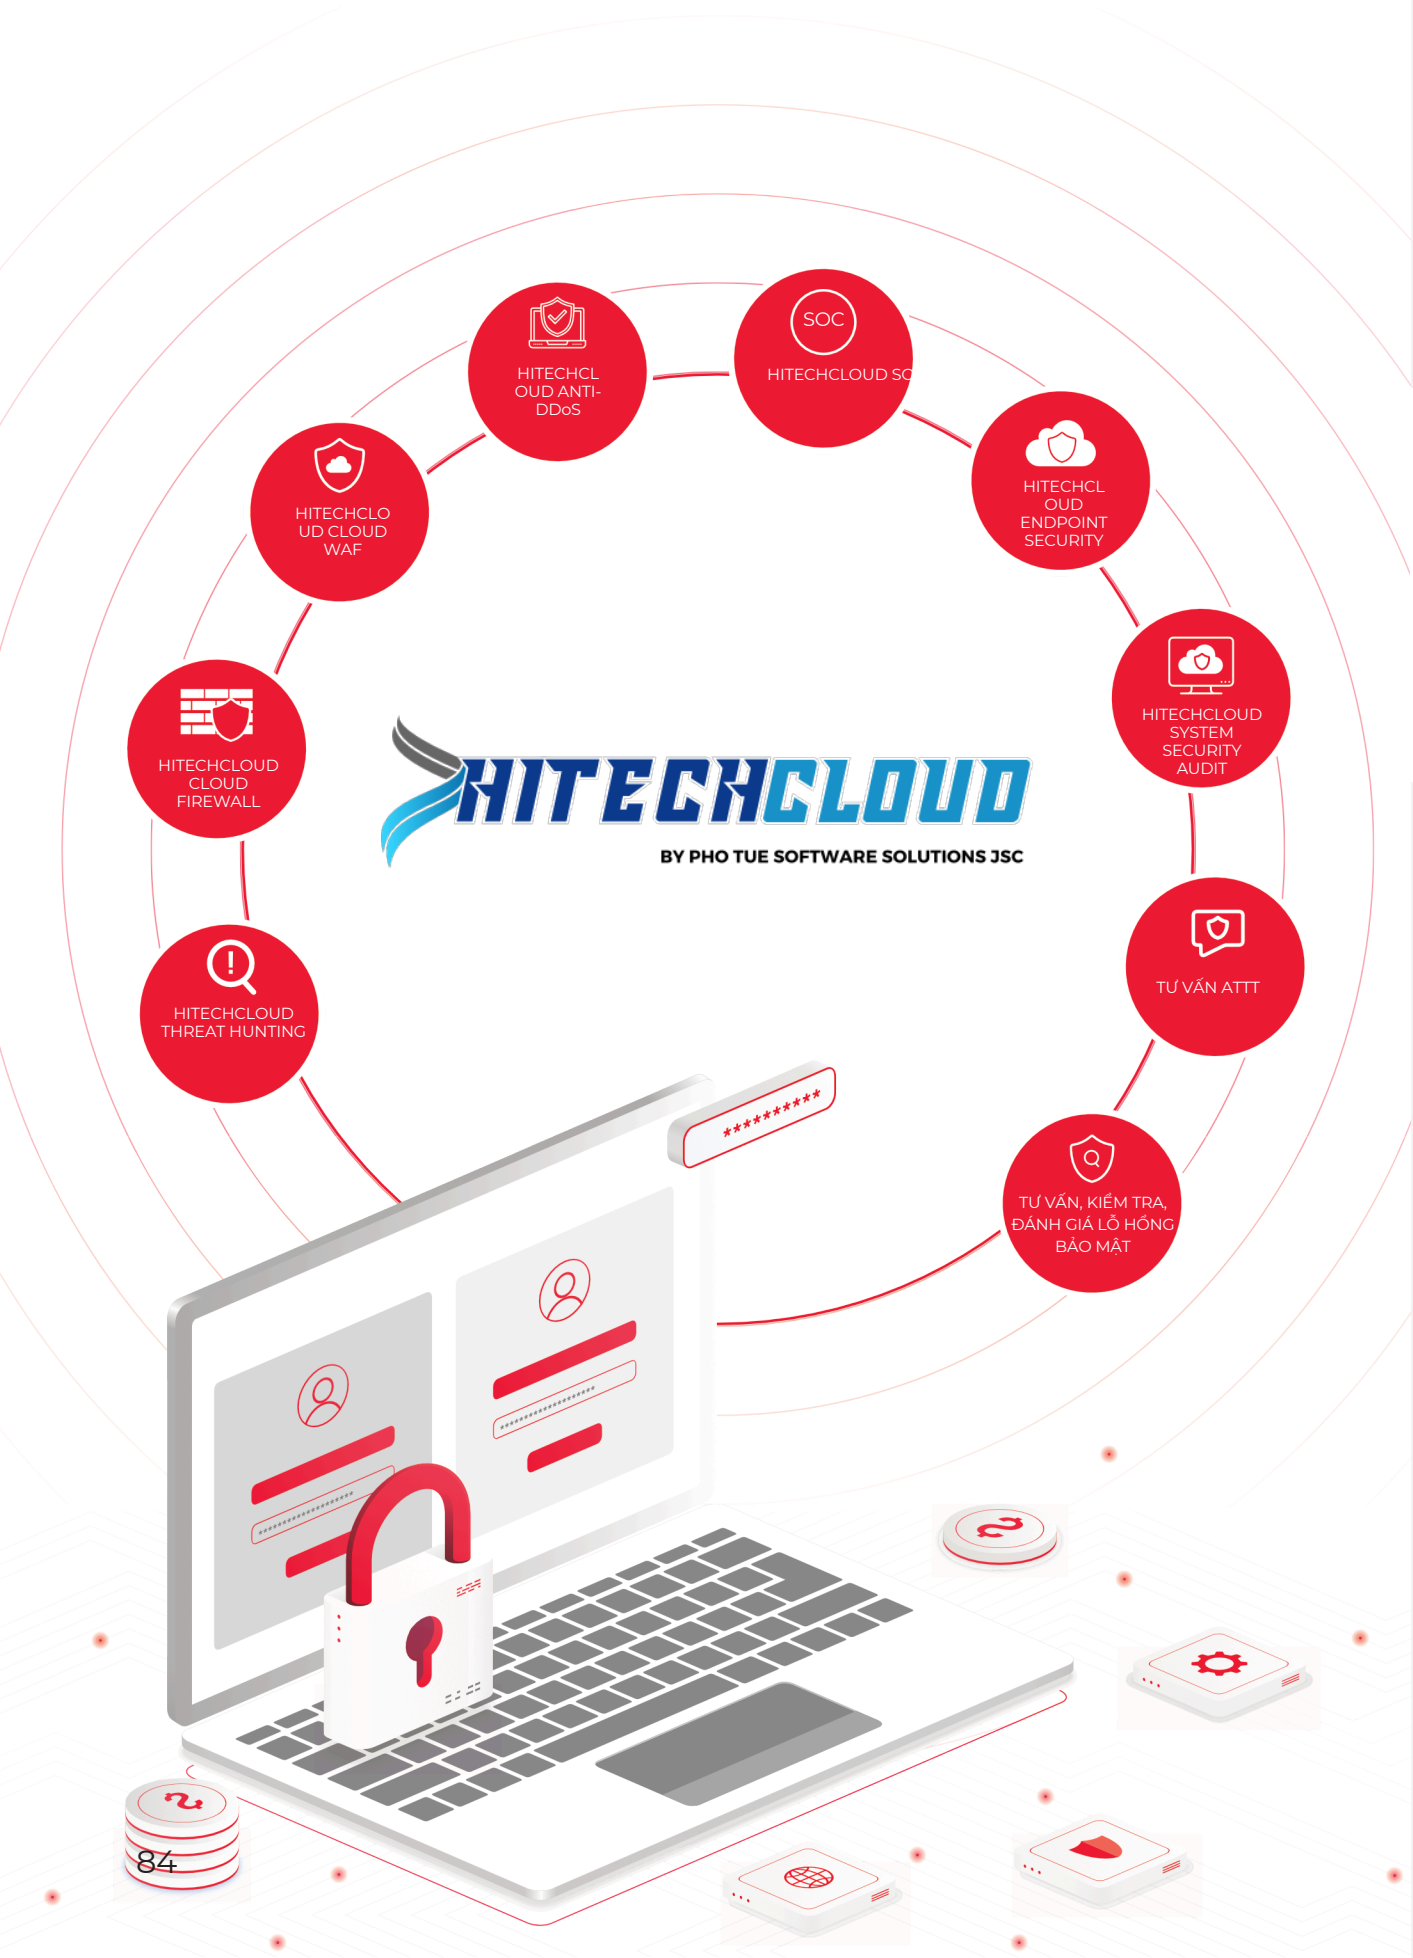 SOC
HITECHCLOUD SO
HITECHCL
OUD ANTI-
DDoS
HITECHCL
OUD
ENDPOINT
SECURITY
HITECHCLO
UD CLOUD
WAF
HITECHCLOUD
SYSTEM
SECURITY
AUDIT
HITECHCLOUD
CLOUD
FIREWALL
HITECHCLOUD
BY PHO TUE SOFTWARE SOLUTIONS JSC
TƯ VẤN ATTT
HITECHCLOUD
THREAT HUNTING
**********
TƯ VẤN, KIỂM TRA,
ĐÁNH GIÁ LỖ HỔNG
BẢO MẬT
84